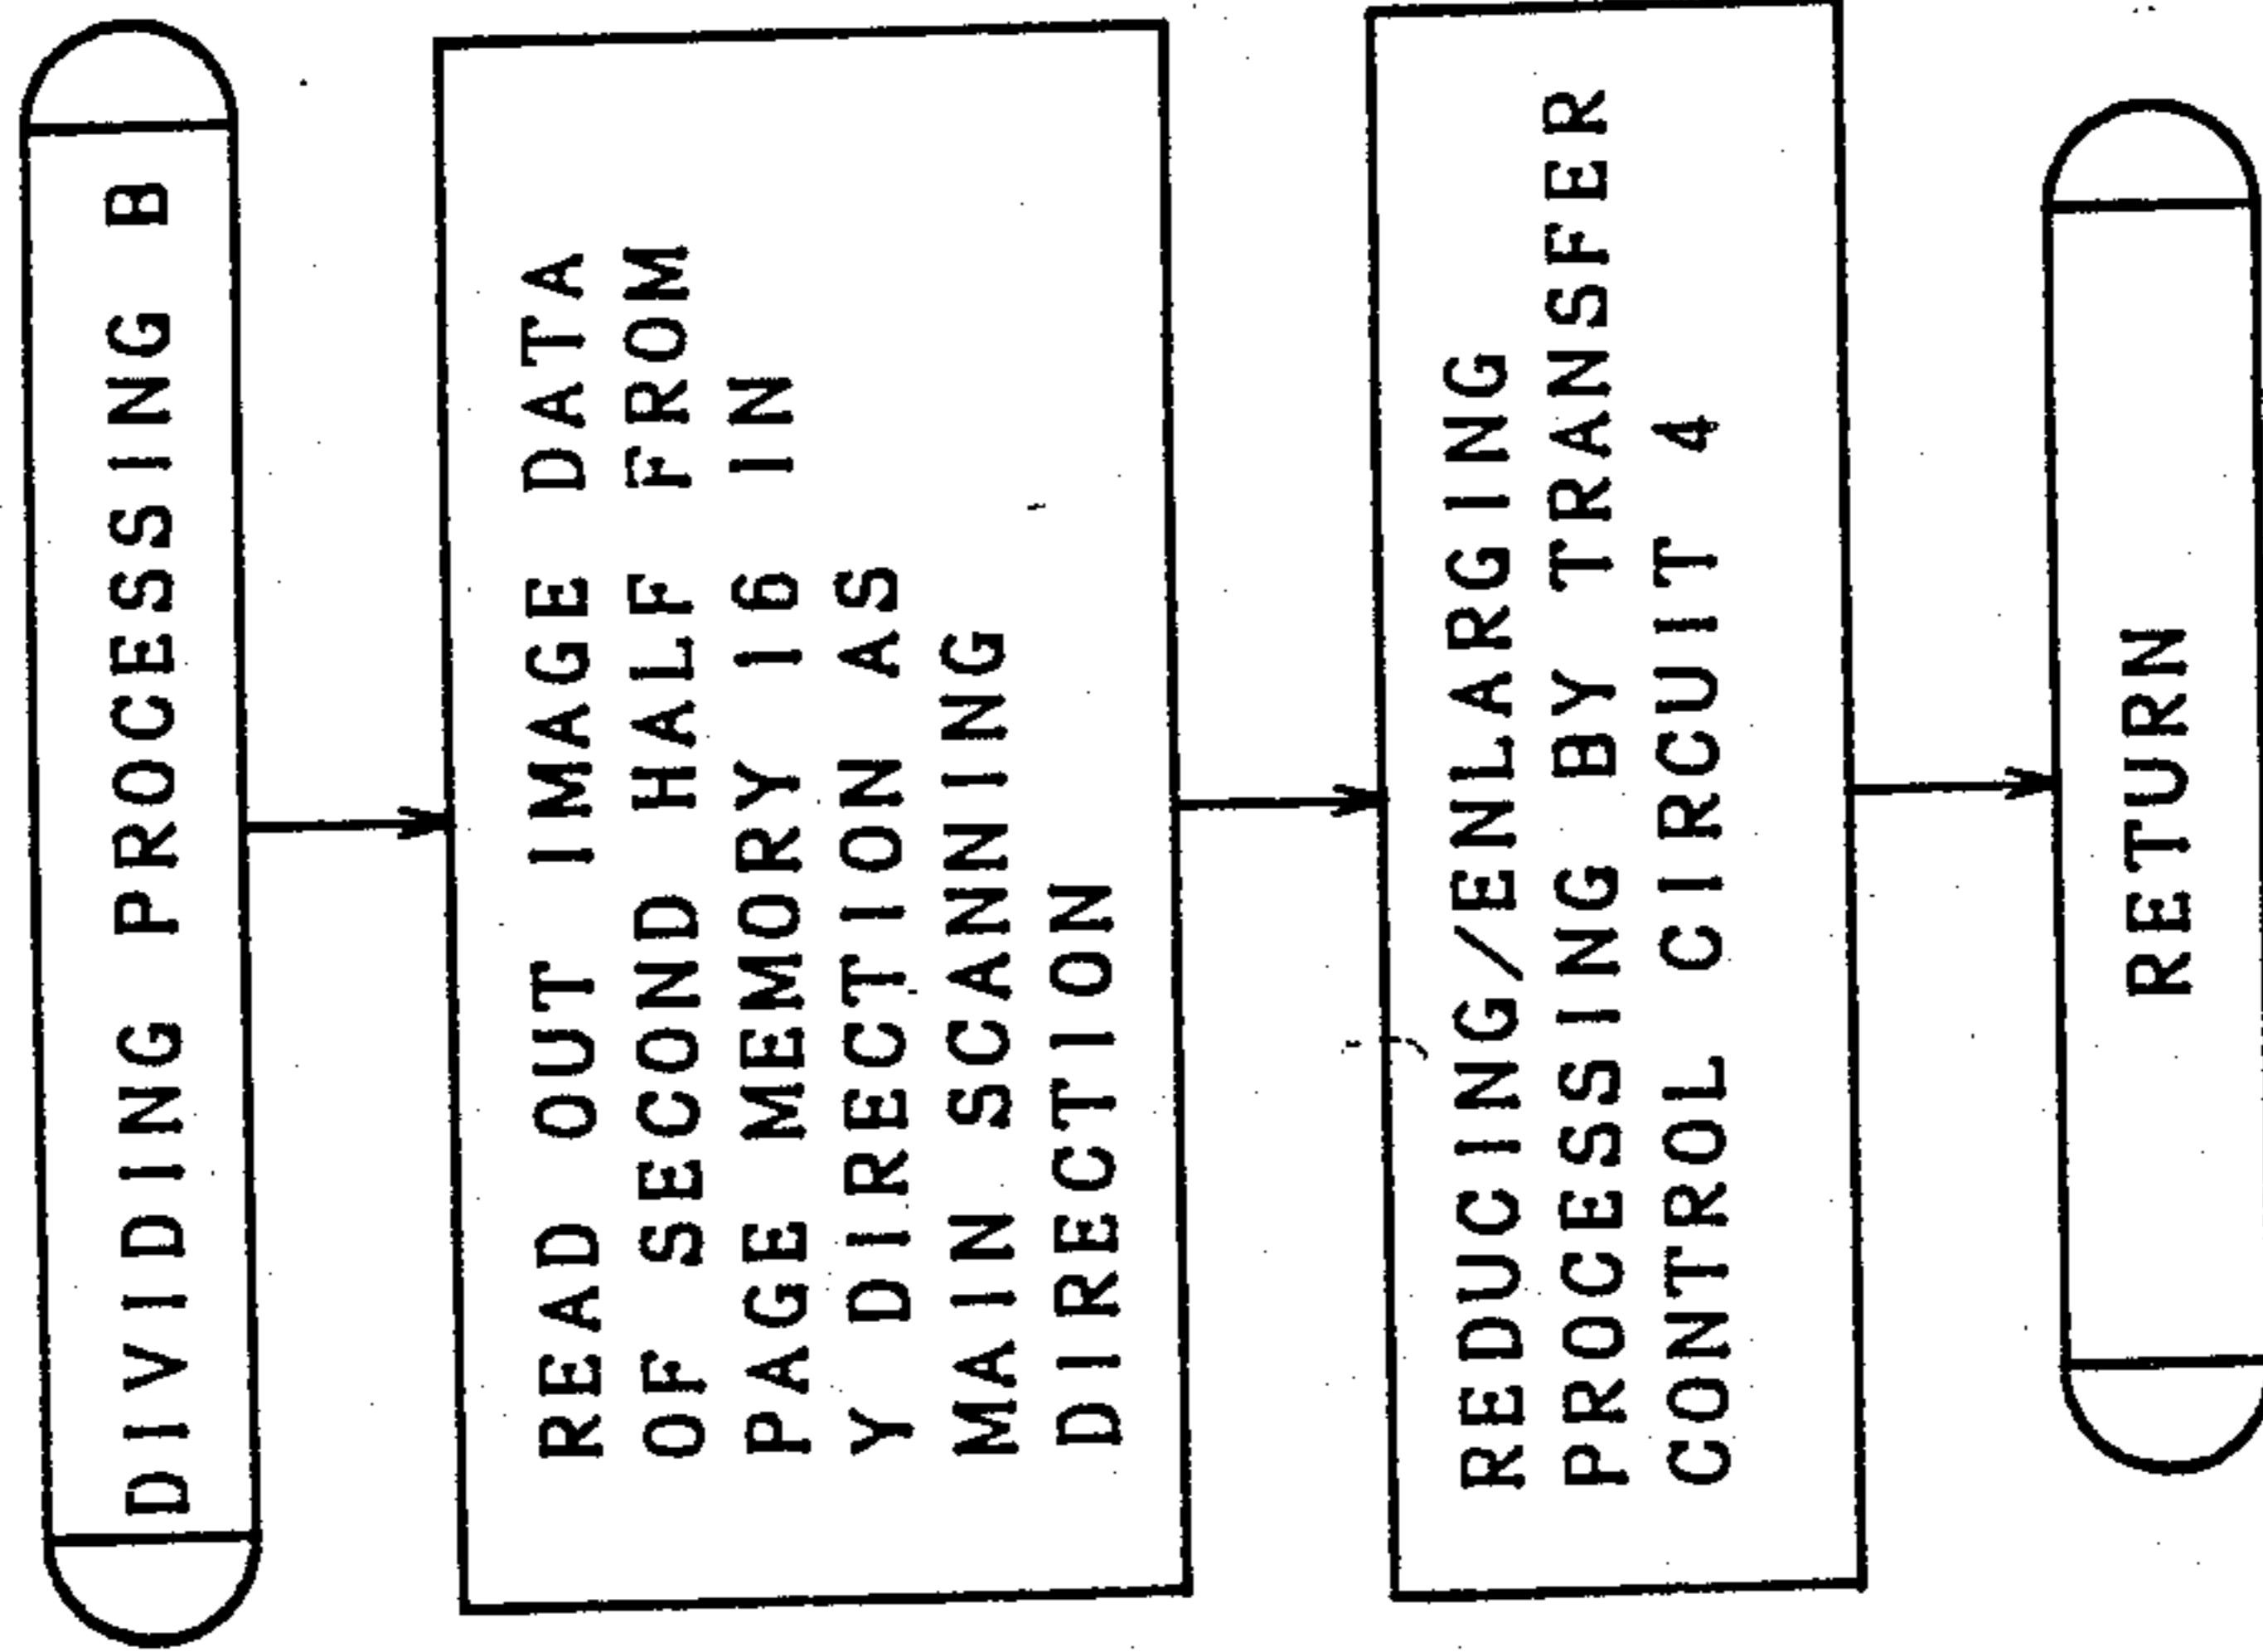 DIVIDING PROCESSING B
READ OUT IMAGE DATA
OF SECOND HALF FROM
PAGE MEMORY 16 IN
Y DIRECTION AS
MAIN SCANNING
DIRECTION
REDUCING/ENLARGING
PROCESSING BY TRANSFER
CONTROL CIRCUIT 4
RETURN